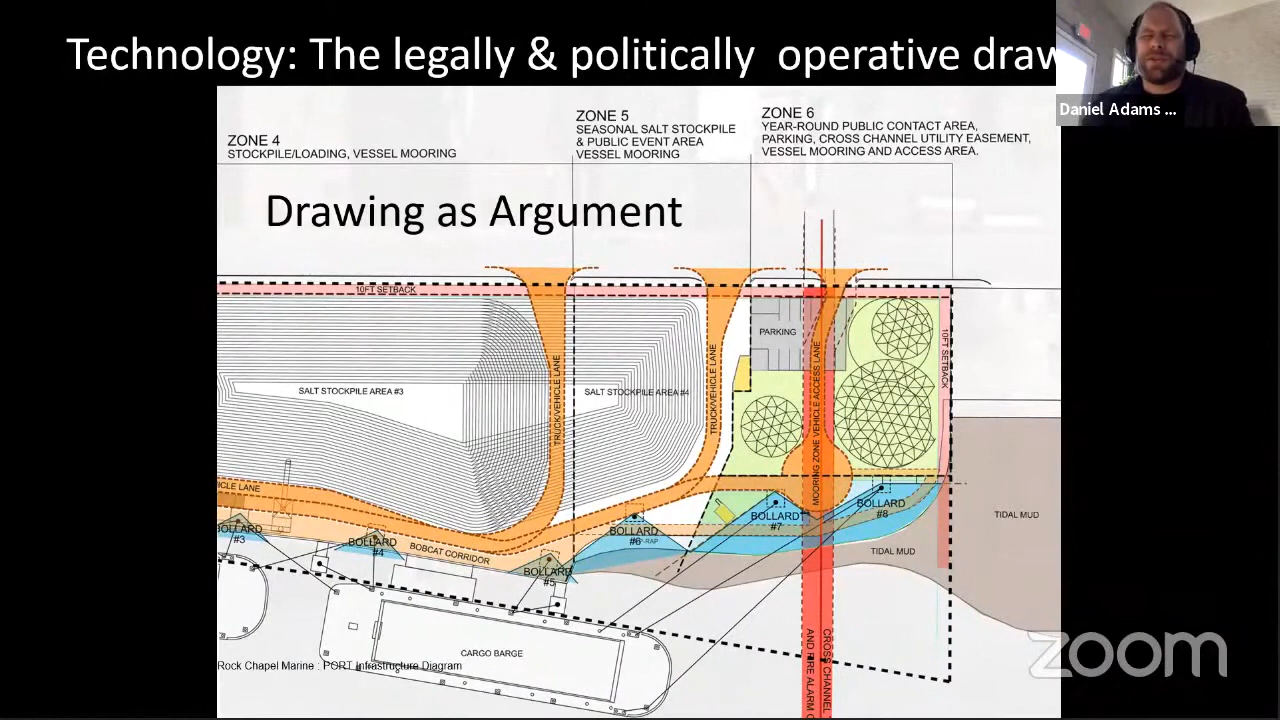 Technology: The legally & politically operative draw
Daniel Adams ...
ZONE 4
STOCKPILE/LOADING, VESSEL MOORING
ZONE 5
SEASONAL SALT STOCKPILE
& PUBLIC EVENT AREA
VESSEL MOORING
ZONE 6
YEAR-ROUND PUBLIC CONTACT AREA,
PARKING, CROSS CHANNEL UTILITY EASEMENT,
VESSEL MOORING AND ACCESS AREA.
Drawing as Argument
10FT SETBACK
PARKING
10FT SETBACK
SALT STOCKPILE AREA #3
TRUCK/VEHICLE LANE
SALT STOCKPILE AREA #4
TRUCK/VEHICLE LANE
MOORING ZONE VEHICLE ACCESS LANE
ICLE LANE
BOLLARD
#3
BOLLARD
#4
BOBCAT CORRIDOR
BOLLARD
#5
BOLLARD
#6
-RAP
BOLLARD
#7
BOLLARD
#8
TIDAL MUD
TIDAL MUD
CARGO BARGE
CROSS CHANNEL
AND FIRE ALARM
Rock Chapel Marine : PORT Infrastructure Diagram
zoom